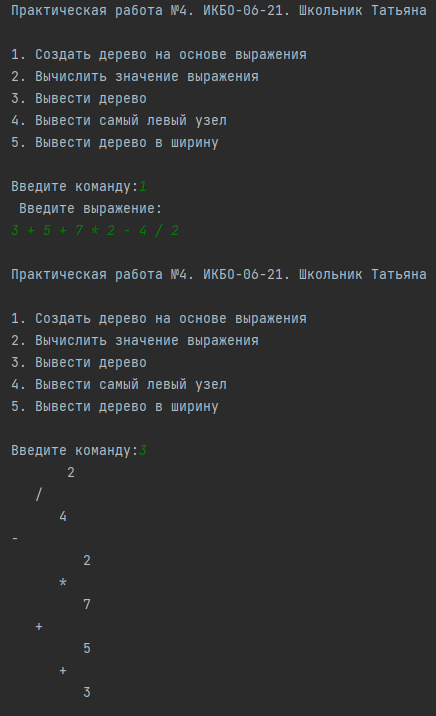 Практическая работа №4. ИКБО-06-21. Школьник Татьяна
1. Создать дерево на основе выражения
2. Вычислить значение выражения
3. Вывести дерево
4. Вывести самый левый узел
5. Вывести дерево в ширину
Введите команду:1
Введите выражение:
3 + 5 + 7 * 2 - 4 / 2
Практическая работа №4. ИКБО-06-21. Школьник Татьяна
1. Создать дерево на основе выражения
2. Вычислить значение выражения
3. Вывести дерево
4. Вывести самый левый узел
5. Вывести дерево в ширину
Введите команду:3
2
/
4
-
2
*
7
+
5
+
3